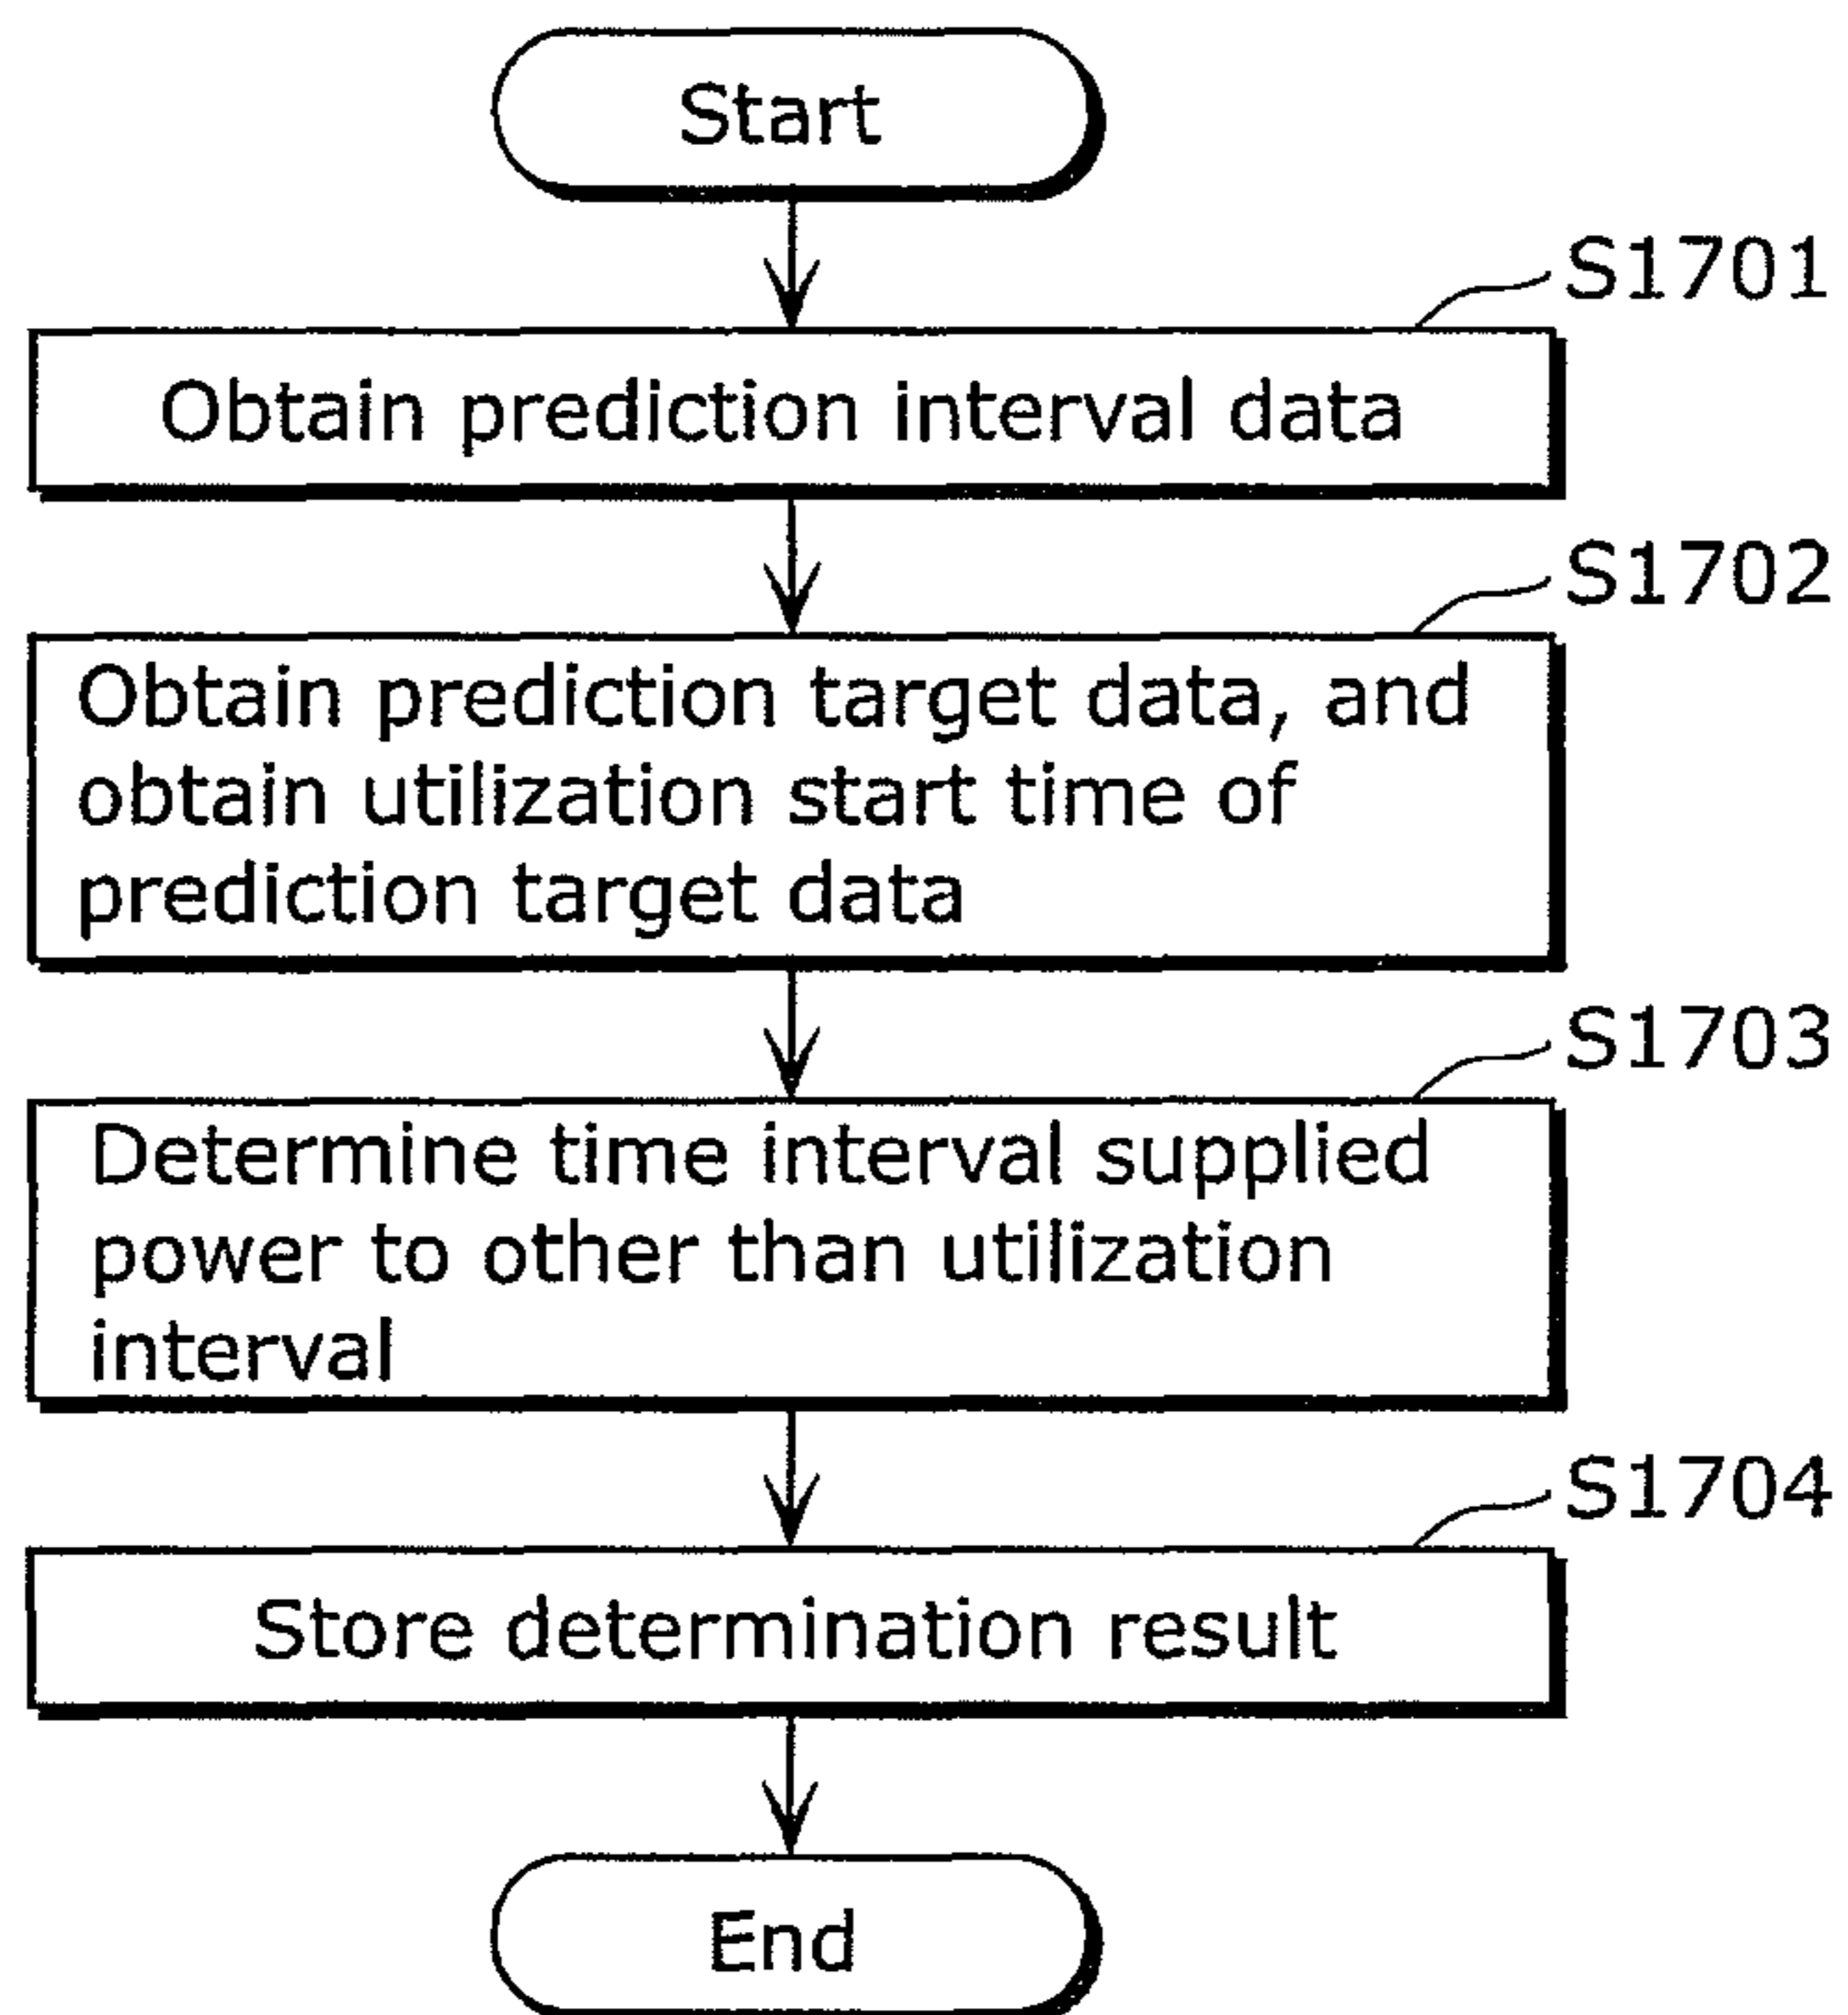 Start
S1701
Obtain prediction interval data
S1702
Obtain prediction target data, and
obtain utilization start time of
prediction target data
S1703
Determine time interval supplied
power to other than utilization
interval
S1704
Store determination result
End